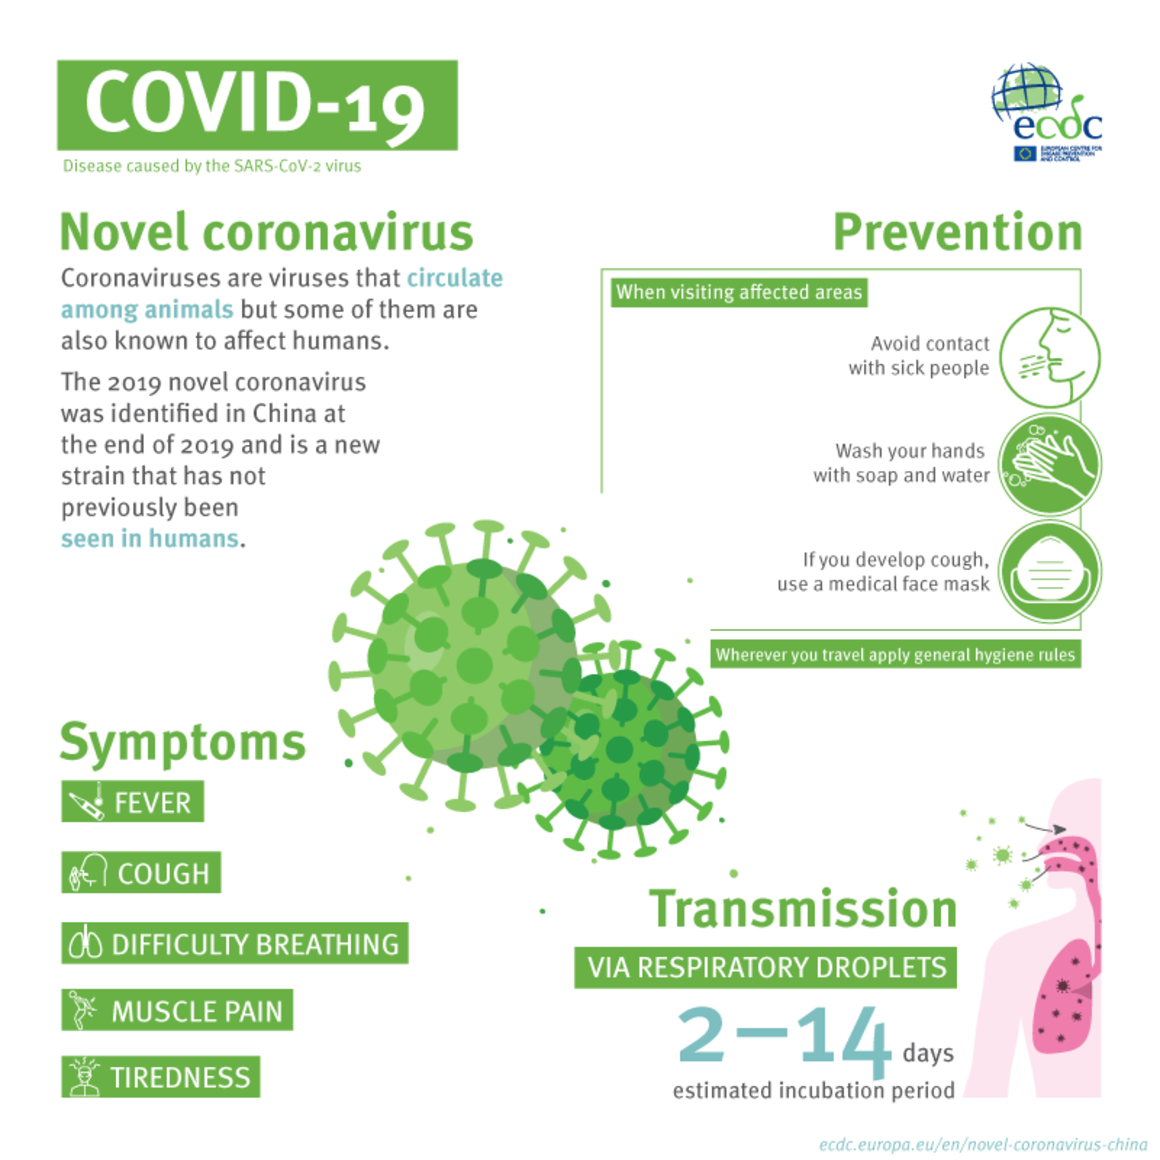 COVID-19
Disease caused by the SARS-CoV-2 virus
ecdc
EUROPEAN CENTRE FOR
DISEASE PREVENTION
AND CONTROL
Novel coronavirus
Coronaviruses are viruses that circulate
among animals but some of them are
also known to affect humans.
The 2019 novel coronavirus
was identified in China at
the end of 2019 and is a new
strain that has not
previously been
seen in humans.
Prevention
When visiting affected areas
Avoid contact
with sick people
Wash your hands
with soap and water
If you develop cough,
use a medical face mask
Wherever you travel apply general hygiene rules
Symptoms
FEVER
COUGH
DIFFICULTY BREATHING
MUSCLE PAIN
TIREDNESS
Transmission
VIA RESPIRATORY DROPLETS
2–14 days
estimated incubation period
ecdc.europa.eu/en/novel-coronavirus-china